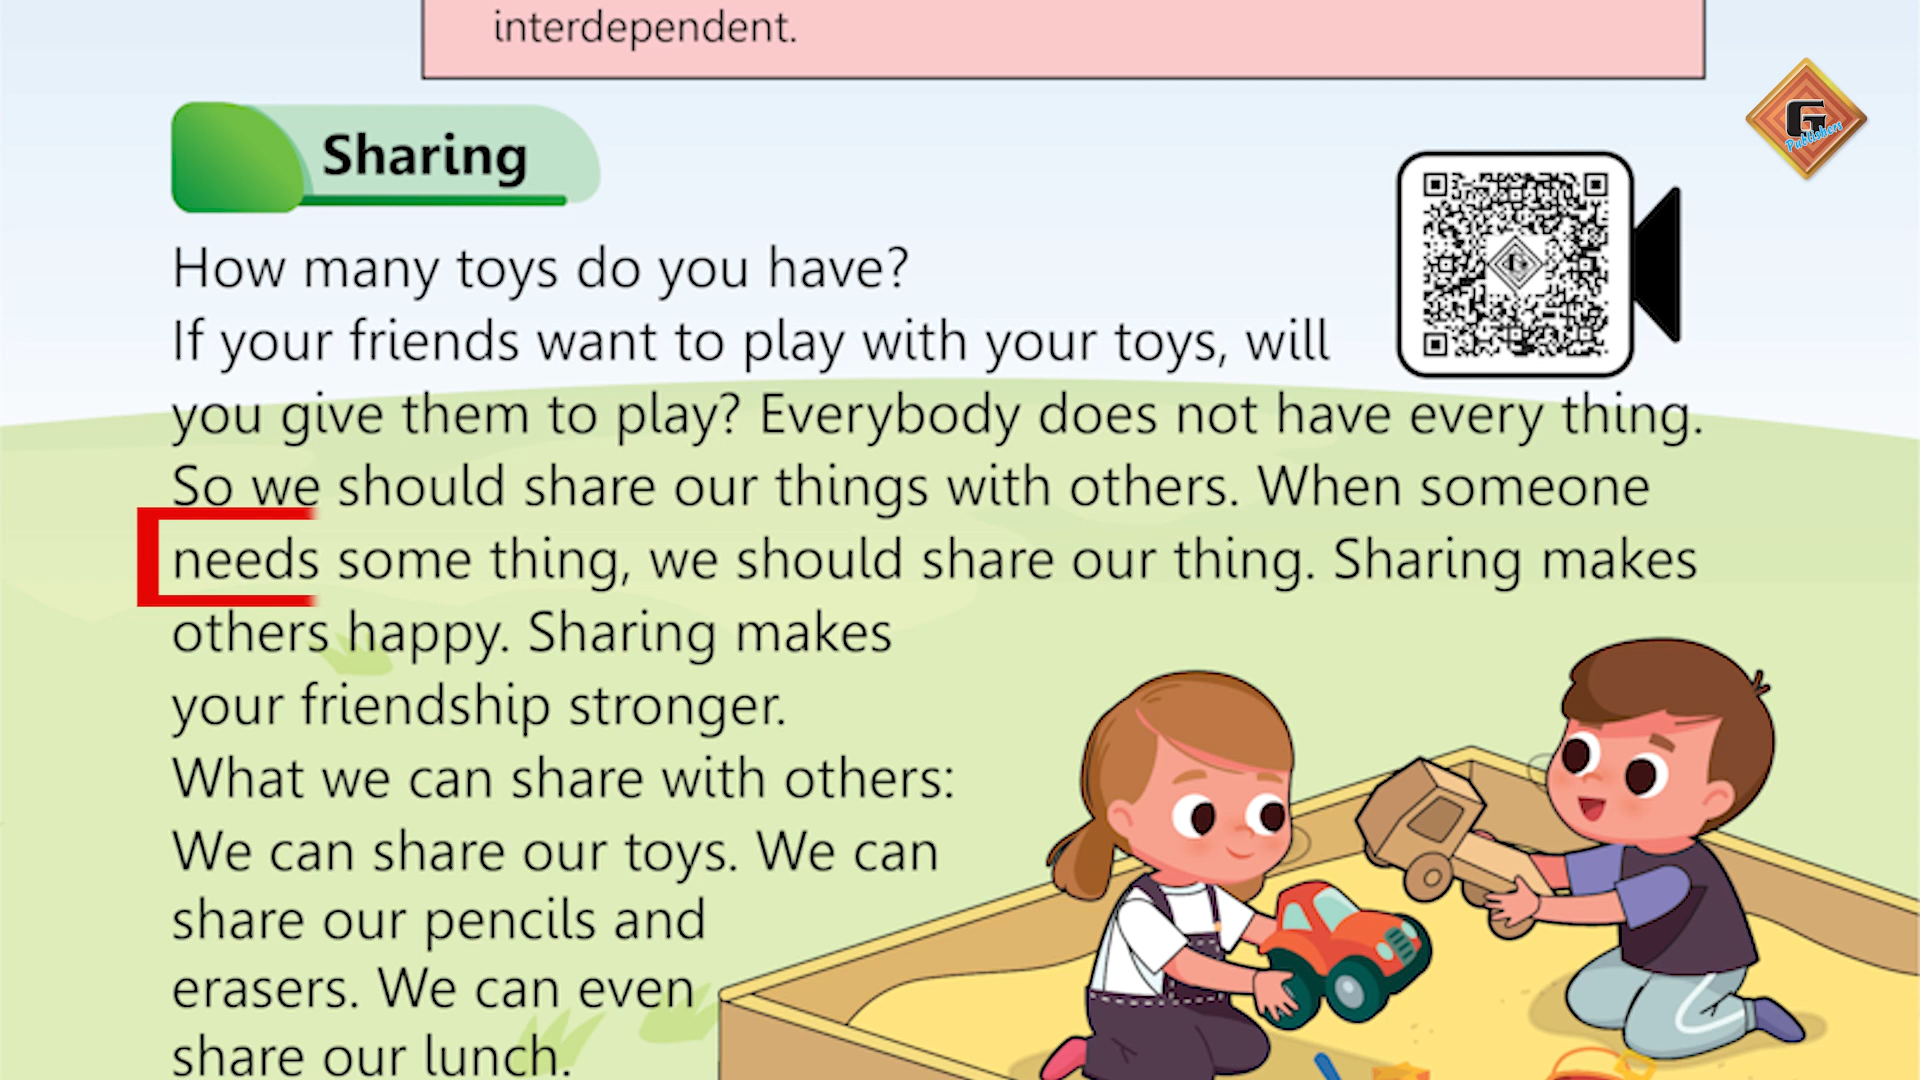 interdependent.
G
Publishers
Sharing
How many toys do you have?
If your friends want to play with your toys, will
you give them to play? Everybody does not have every thing.
So we should share our things with others. When someone
needs some thing, we should share our thing. Sharing makes
others happy. Sharing makes
your friendship stronger.
What we can share with others:
We can share our toys. We can
share our pencils and
erasers. We can even
share our lunch.